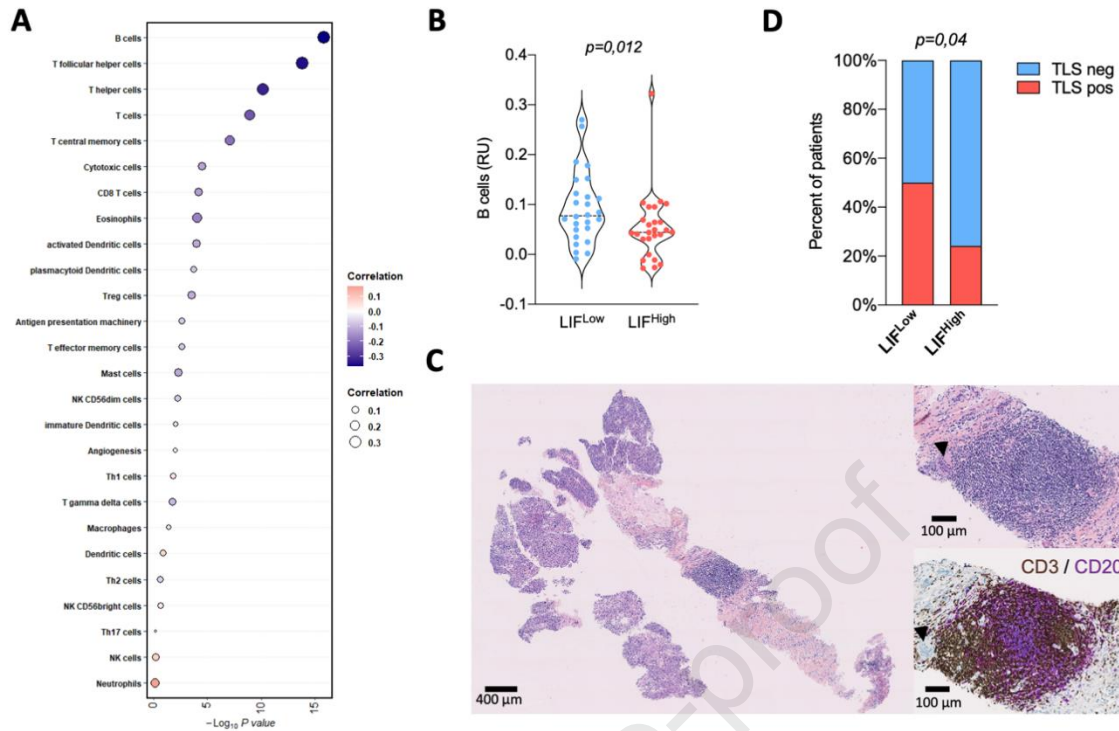 A
B cells
T follicular helper cells
T helper cells
T cells
T central memory cells
Cytotoxic cells
CD8 T cells
Eosinophils
activated Dendritic cells
plasmacytoid Dendritic cells
Treg cells
Antigen presentation machinery
T effector memory cells
Mast cells
NK CD56dim cells
immature Dendritic cells
Angiogenesis
Th1 cells
T gamma delta cells
Macrophages
Dendritic cells
Th2 cells
NK CD56bright cells
Th17 cells
NK cells
Neutrophils
0 5 10 15
−Log10 P value
Correlation
0.1
0.0
-0.1
-0.2
-0.3
Correlation
0.1
0.2
0.3
B
p=0,012
B cells (RU)
0.4
0.3
0.2
0.1
0.0
-0.1
LIFLow LIFHigh
D
p=0,04
TLS neg
TLS pos
Percent of patients
100%
80%
60%
40%
20%
0%
LIFLow LIFHigh
C
400 µm
100 µm
CD3 / CD20
100 µm
-proof